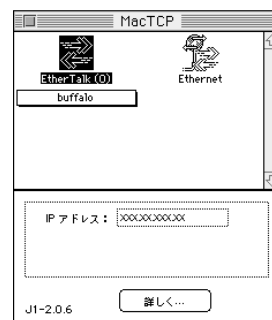 MacTCP
EtherTalk (0)
Ethernet
buffalo
IP アドレス： XXX.XXX.XXX.XX
J1-2.0.6
詳しく…